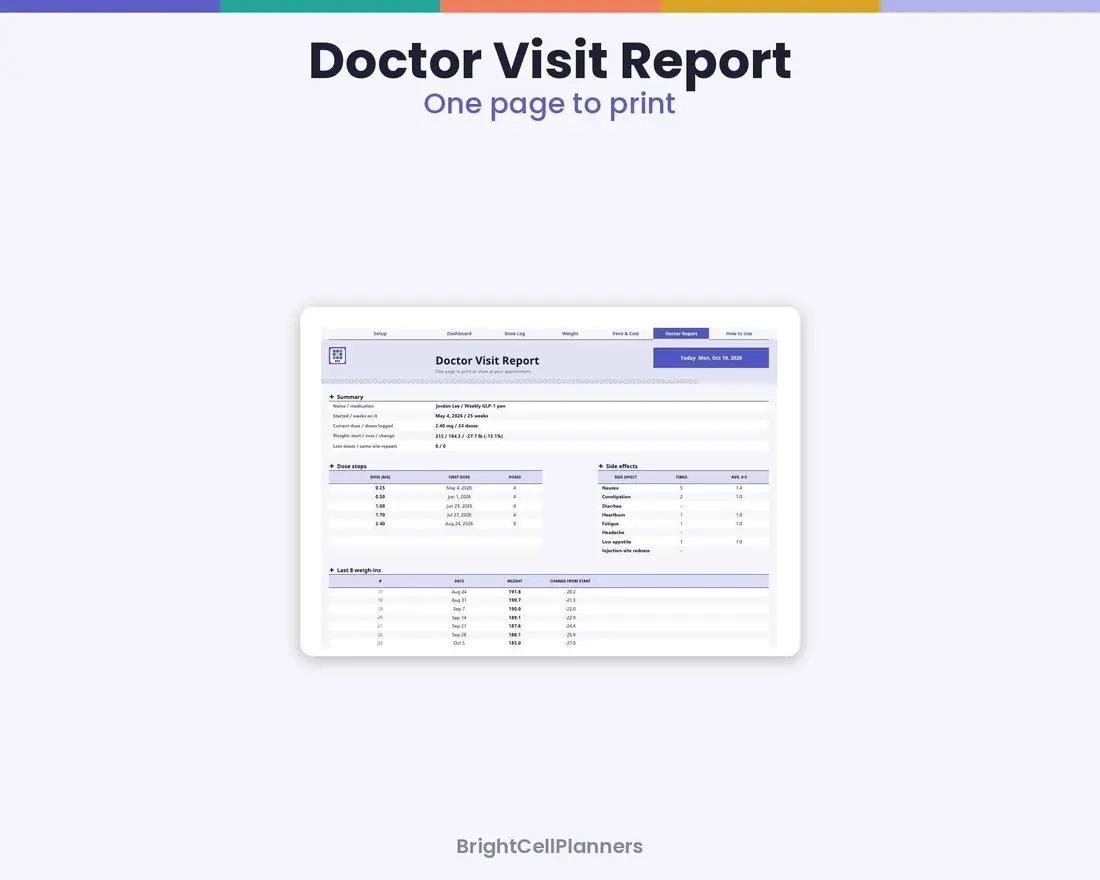 Doctor Visit Report
One page to print
Setup Dashboard Dose Log Weight Pens & Cost Doctor Report How to Use
Doctor Visit Report
One page to print or show at your appointment
Today Mon, Oct 19, 2026
+ Summary
Name / medication Jordan Lee / Weekly GLP-1 pen
Started / weeks on it May 4, 2026 / 25 weeks
Current dose / doses logged 2.40 mg / 24 doses
Weight: start / now / change 212 / 184.3 / -27.7 lb (-13.1%)
Late doses / same-site repeats 0 / 0
+ Dose steps
DOSE (MG) FIRST DOSE DOSES
0.25 May 4, 2026 4
0.50 Jun 1, 2026 4
1.00 Jun 29, 2026 4
1.70 Jul 27, 2026 4
2.40 Aug 24, 2026 8
+ Side effects
SIDE EFFECT TIMES AVG. 0-3
Nausea 5 1.4
Constipation 2 1.0
Diarrhea -
Heartburn 1 1.0
Fatigue 1 1.0
Headache -
Low appetite 1 1.0
Injection-site redness -
+ Last 8 weigh-ins
# DATE WEIGHT CHANGE FROM START
17 Aug 24 191.8 -20.2
18 Aug 31 190.7 -21.3
19 Sep 7 190.0 -22.0
20 Sep 14 189.1 -22.9
21 Sep 21 187.6 -24.4
22 Sep 28 186.1 -25.9
23 Oct 5 185.0 -27.0
BrightCellPlanners